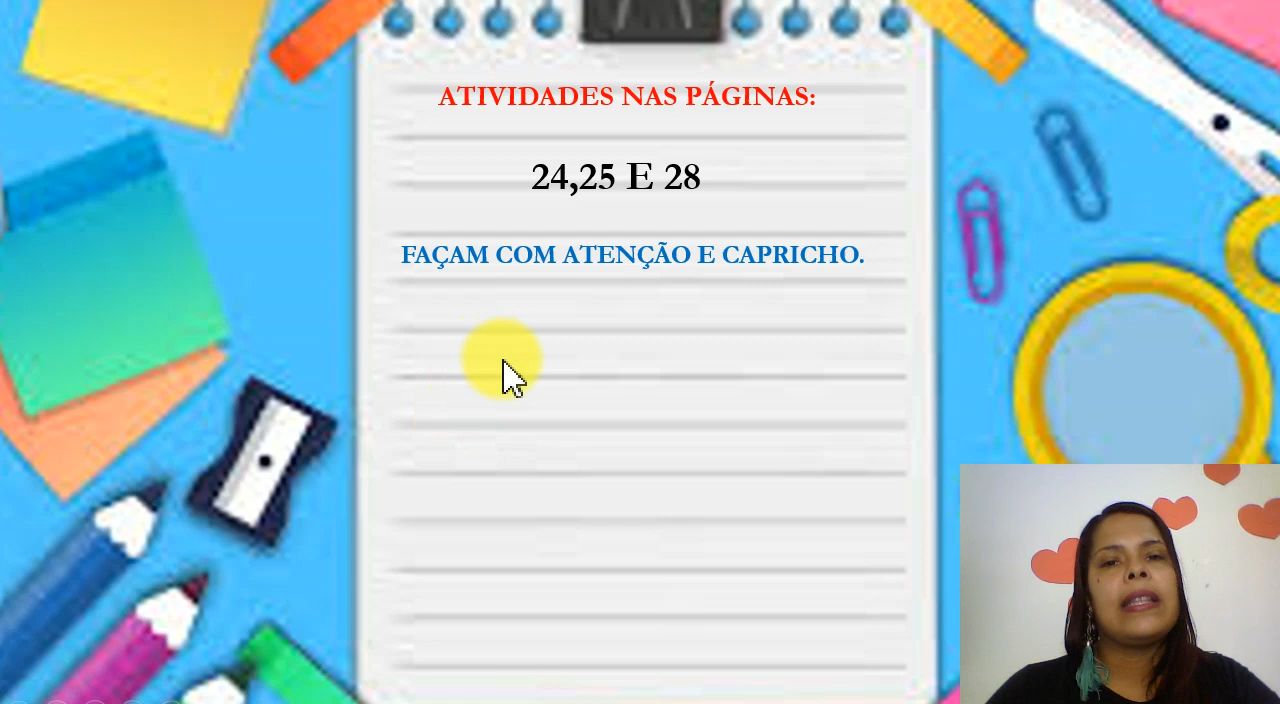 ATIVIDADES NAS PÁGINAS:
24,25 E 28
FAÇAM COM ATENÇÃO E CAPRICHO.